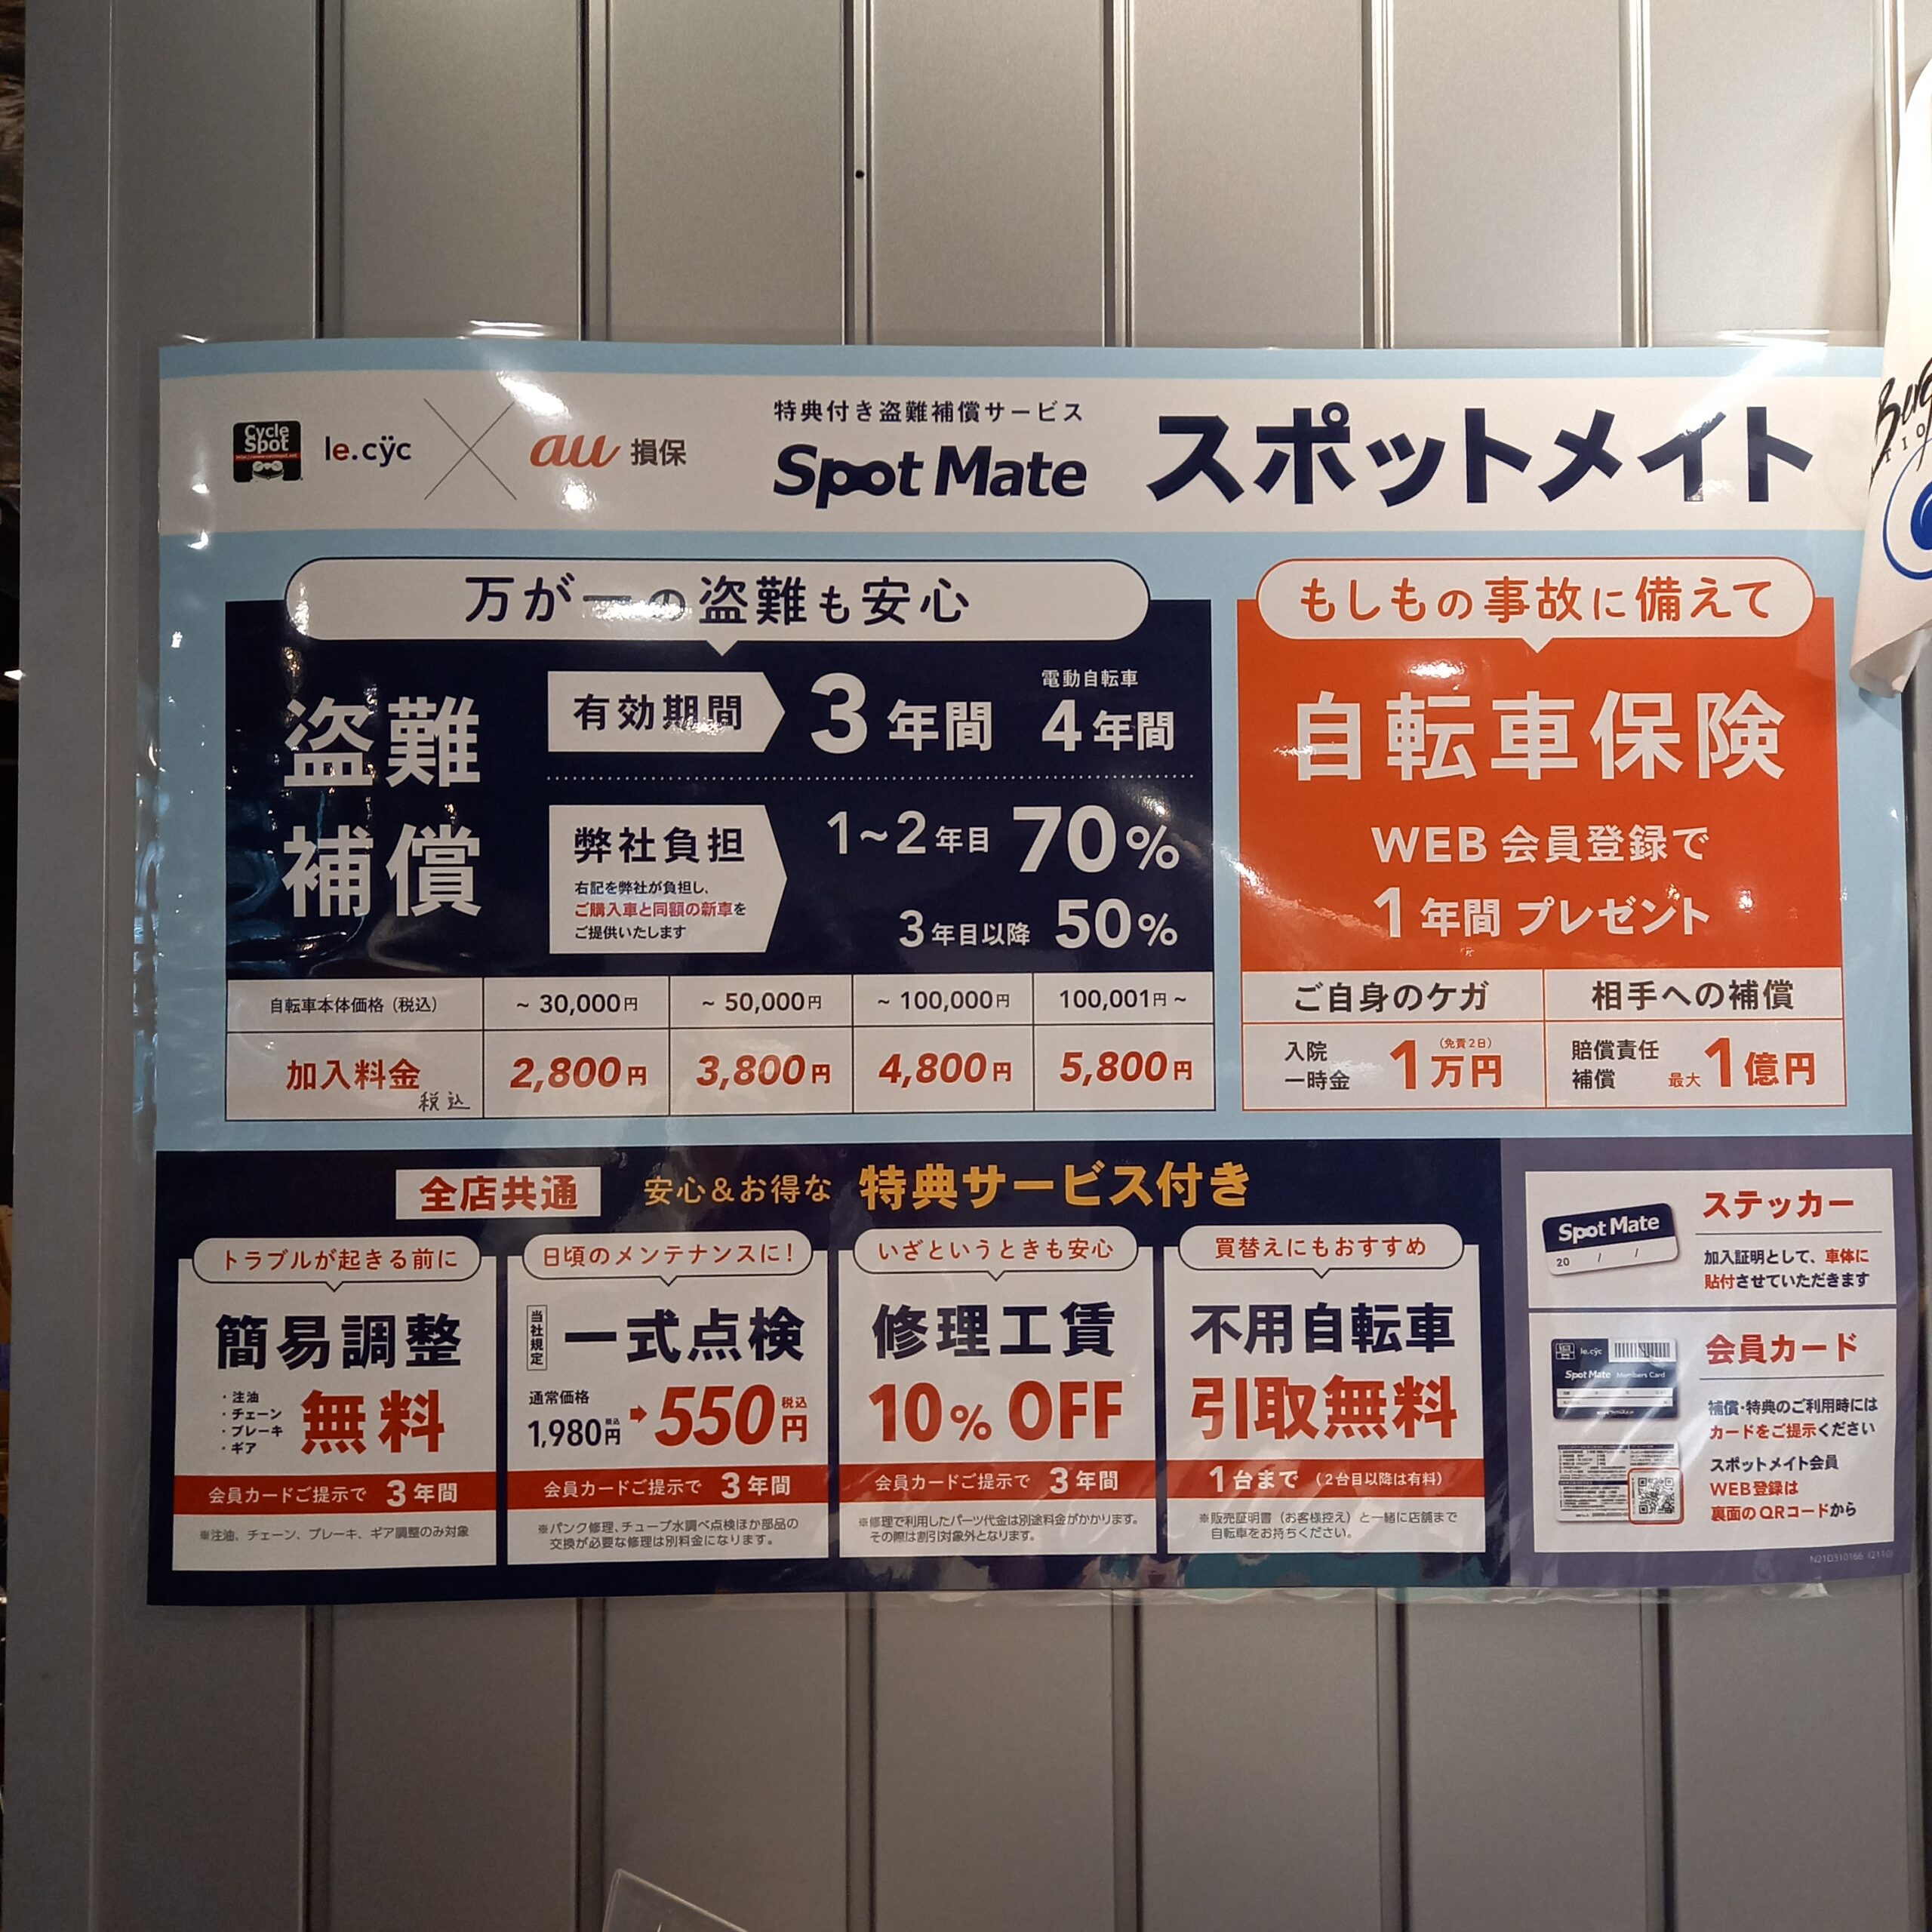 Cycle Spot
le.cÿc
au 損保
特典付き盗難補償サービス
Spot Mate
スポットメイト
万が一の盗難も安心
盗難
補償
有効期間
3年間
電動自転車
4年間
弊社負担
右記を弊社が負担し、
ご購入車と同額の新車を
ご提供いたします
1~2年目 70%
3年目以降 50%
自転車本体価格（税込） ~ 30,000円 ~ 50,000円 ~ 100,000円 100,001円 ~
加入料金 税込 2,800円 3,800円 4,800円 5,800円
もしもの事故に備えて
自転車保険
WEB会員登録で
1年間プレゼント
ご自身のケガ 相手への補償
入院
一時金
（免責2日）
1万円
賠償責任
補償
最大 1億円
全店共通 安心&お得な 特典サービス付き
トラブルが起きる前に
簡易調整
・注油
・チェーン
・ブレーキ
・ギア
無料
会員カードご提示で 3年間
※注油、チェーン、ブレーキ、ギア調整のみ対象
日頃のメンテナンスに!
当社規定
一式点検
通常価格
1,980円 税込
550円 税込
会員カードご提示で 3年間
※パンク修理、チューブ水調べ点検ほか部品の
交換が必要な修理は別料金になります。
いざというときも安心
修理工賃
10% OFF
会員カードご提示で 3年間
※修理で利用したパーツ代金は別途料金がかかります。
その際は割引対象外となります。
買替えにもおすすめ
不用自転車
引取無料
1台まで （2台目以降は有料）
※販売証明書（お客様控え）と一緒に店舗まで
自転車をお持ちください。
Spot Mate
20 / /
ステッカー
加入証明として、車体に
貼付させていただきます
le.cÿc
Spot Mate Members Card
会員カード
補償・特典のご利用時には
カードをご提示ください
スポットメイト会員
WEB登録は
裏面のQRコードから
N21D310166 (2110)